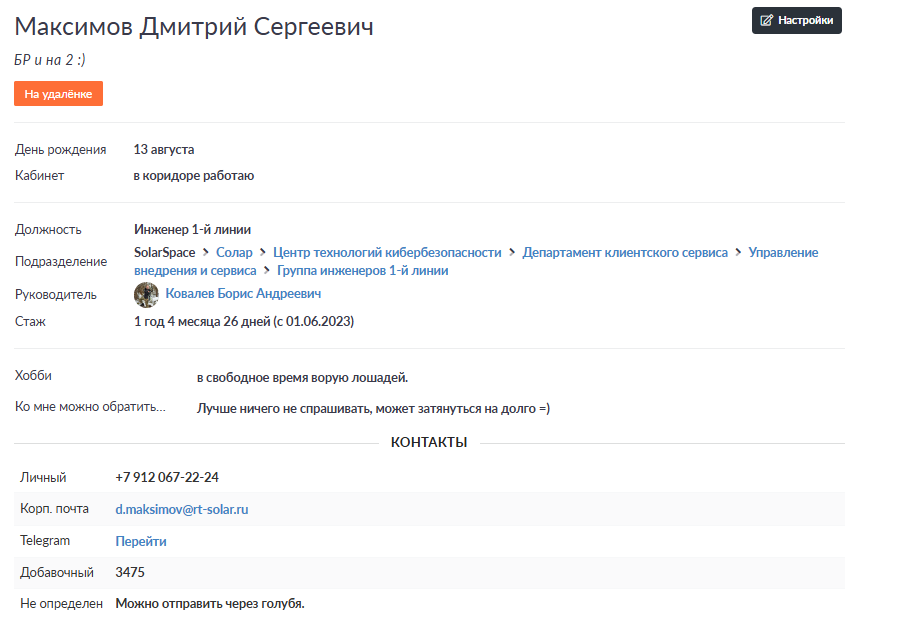 Максимов Дмитрий Сергеевич
Настройки
БР и на 2 :)
На удалёнке
День рождения 13 августа
Кабинет в коридоре работаю
Должность Инженер 1-й линии
Подразделение SolarSpace > Солар > Центр технологий кибербезопасности > Департамент клиентского сервиса > Управление
внедрения и сервиса > Группа инженеров 1-й линии
Руководитель Ковалев Борис Андреевич
Стаж 1 год 4 месяца 26 дней (с 01.06.2023)
Хобби в свободное время ворую лошадей.
Ко мне можно обратить... Лучше ничего не спрашивать, может затянуться на долго =)
КОНТАКТЫ
Личный +7 912 067-22-24
Корп. почта d.maksimov@rt-solar.ru
Telegram Перейти
Добавочный 3475
Не определен Можно отправить через голубя.